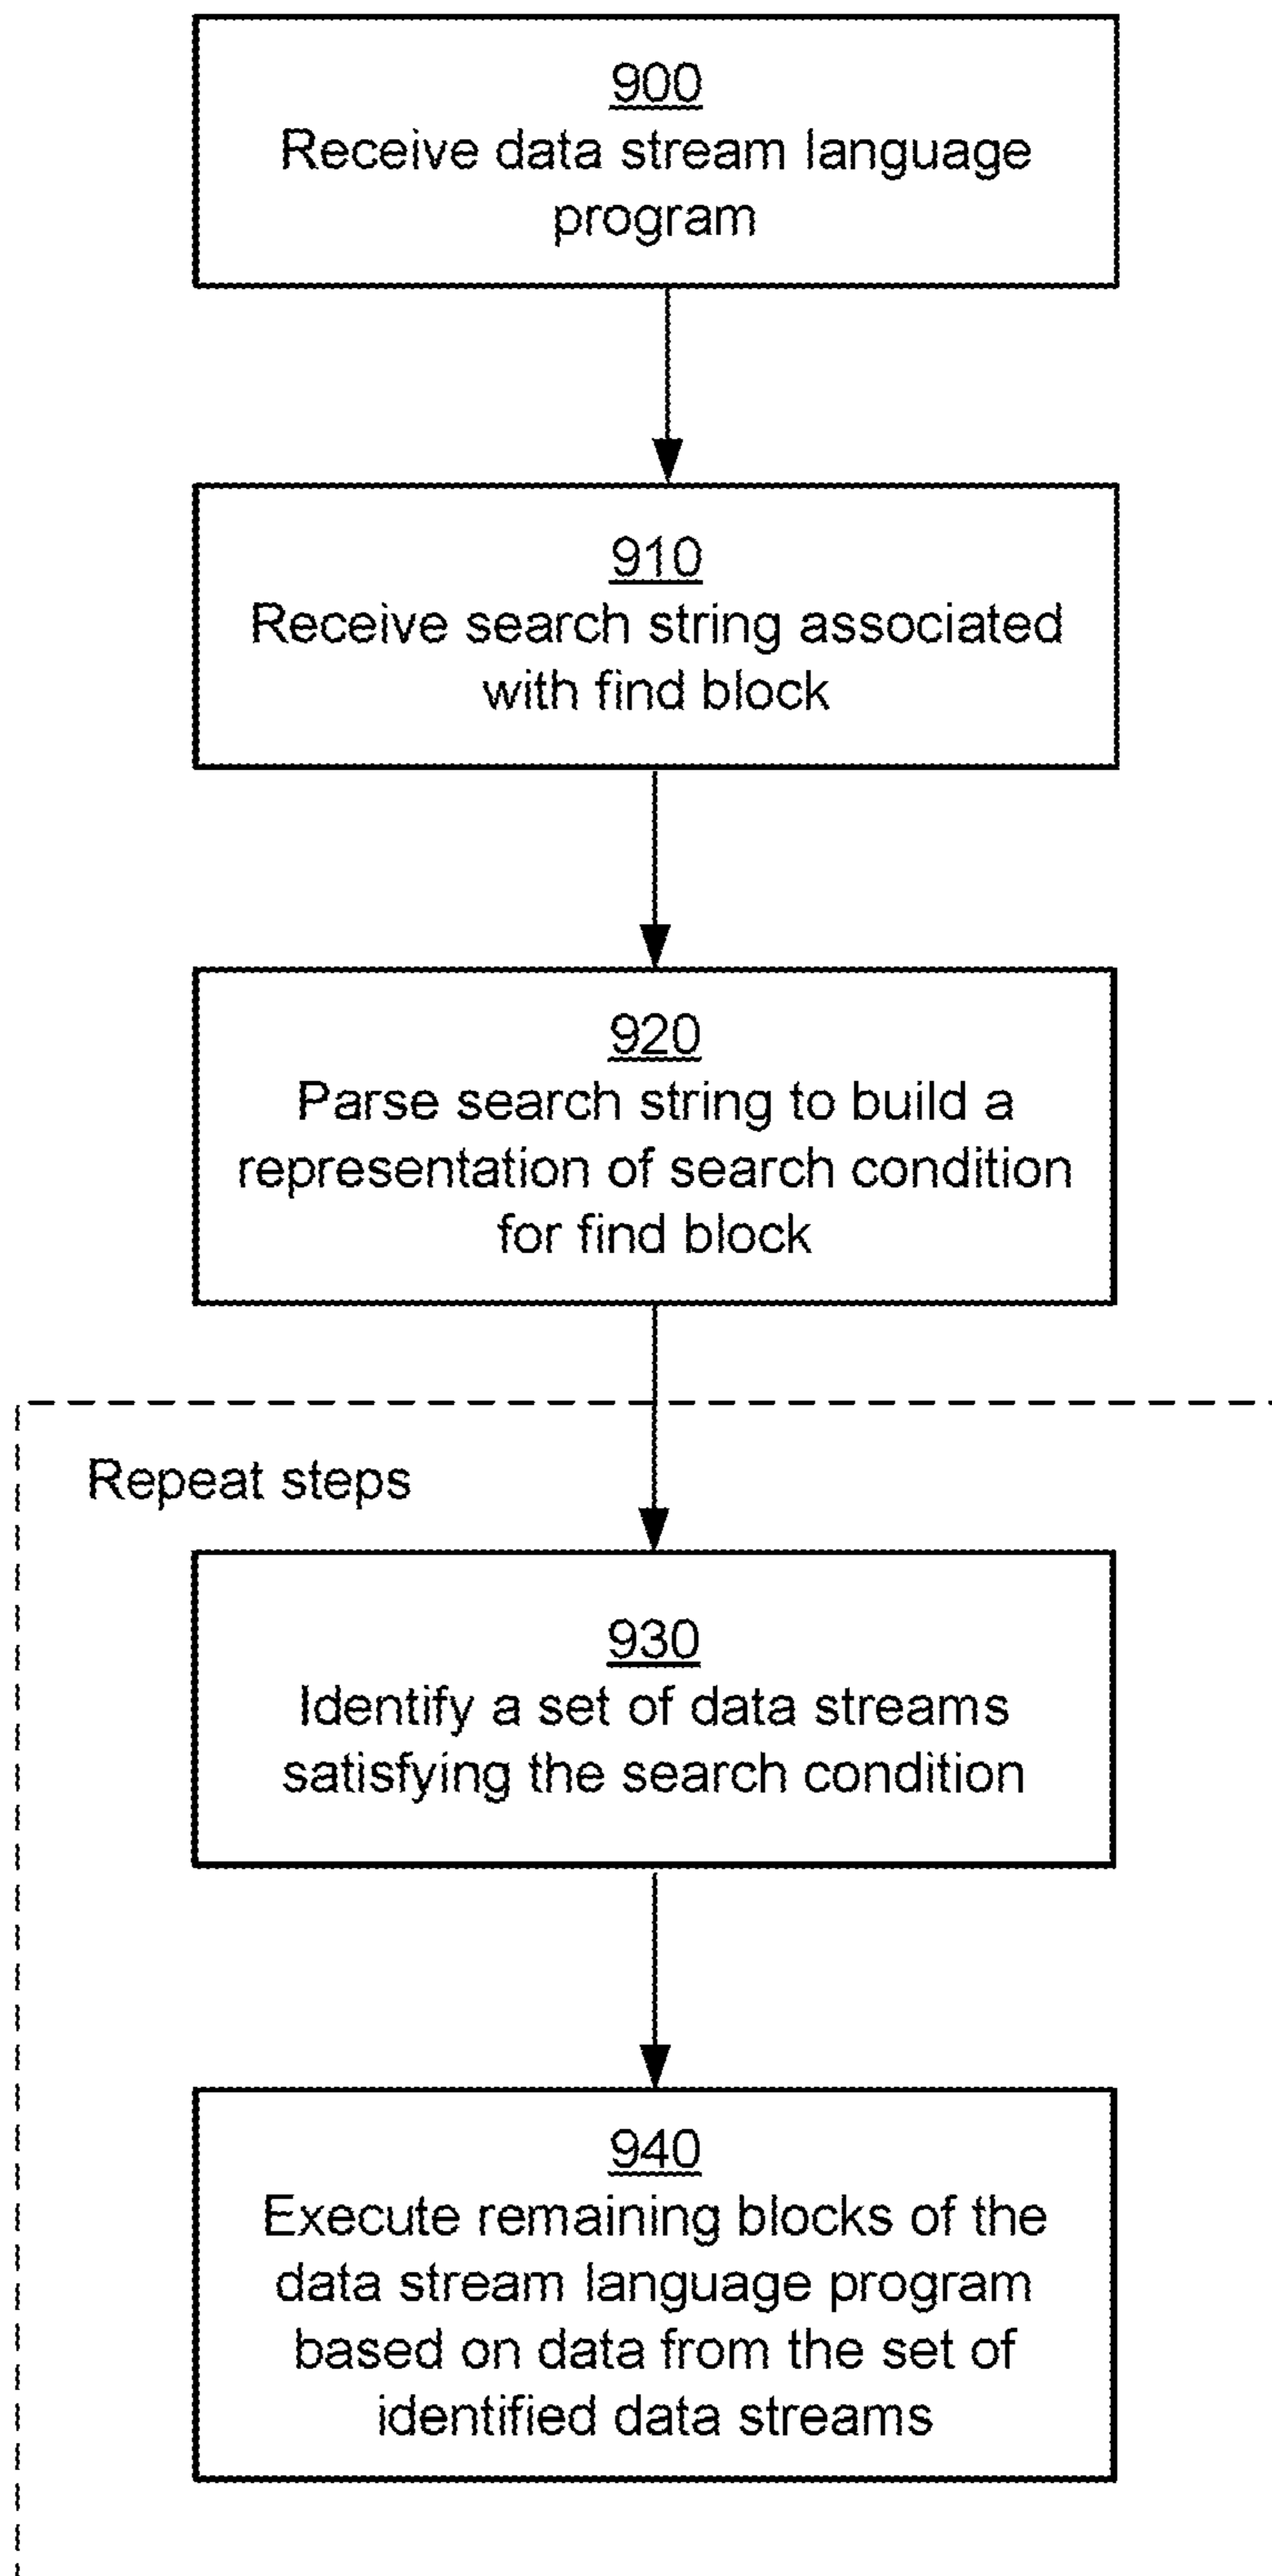 900
Receive data stream language
program
910
Receive search string associated
with find block
920
Parse search string to build a
representation of search condition
for find block
Repeat steps
930
Identify a set of data streams
satisfying the search condition
940
Execute remaining blocks of the
data stream language program
based on data from the set of
identified data streams